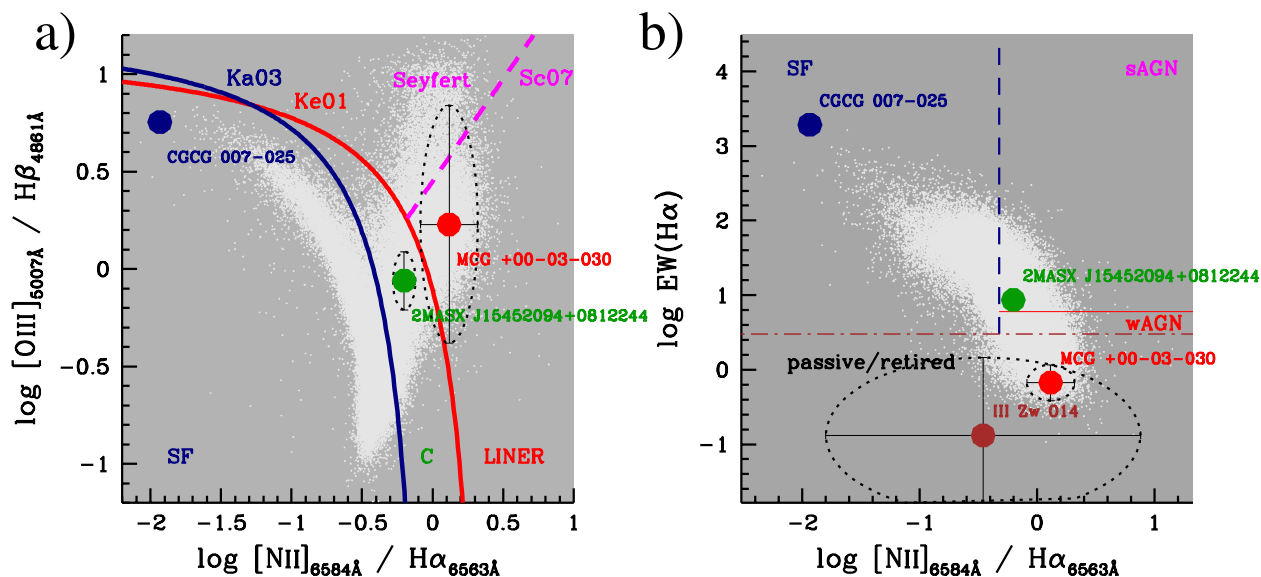 a)
Ka03
Ke01
Seyfert
Sc07
CGCG 007-025
MCG +00-03-030
2MASX J15452094+0812244
SF
C
LINER
1
0.5
0
−0.5
−1
−2
−1.5
−1
−0.5
0
0.5
1
log [OIII]5007Å / Hβ4861Å
log [NII]6584Å / Hα6563Å
b)
SF
sAGN
CGCG 007-025
2MASX J15452094+0812244
wAGN
passive/retired
MCG +00-03-030
III Zw 014
4
3
2
1
0
−1
−2
−1
0
1
log EW(Hα)
log [NII]6584Å / Hα6563Å